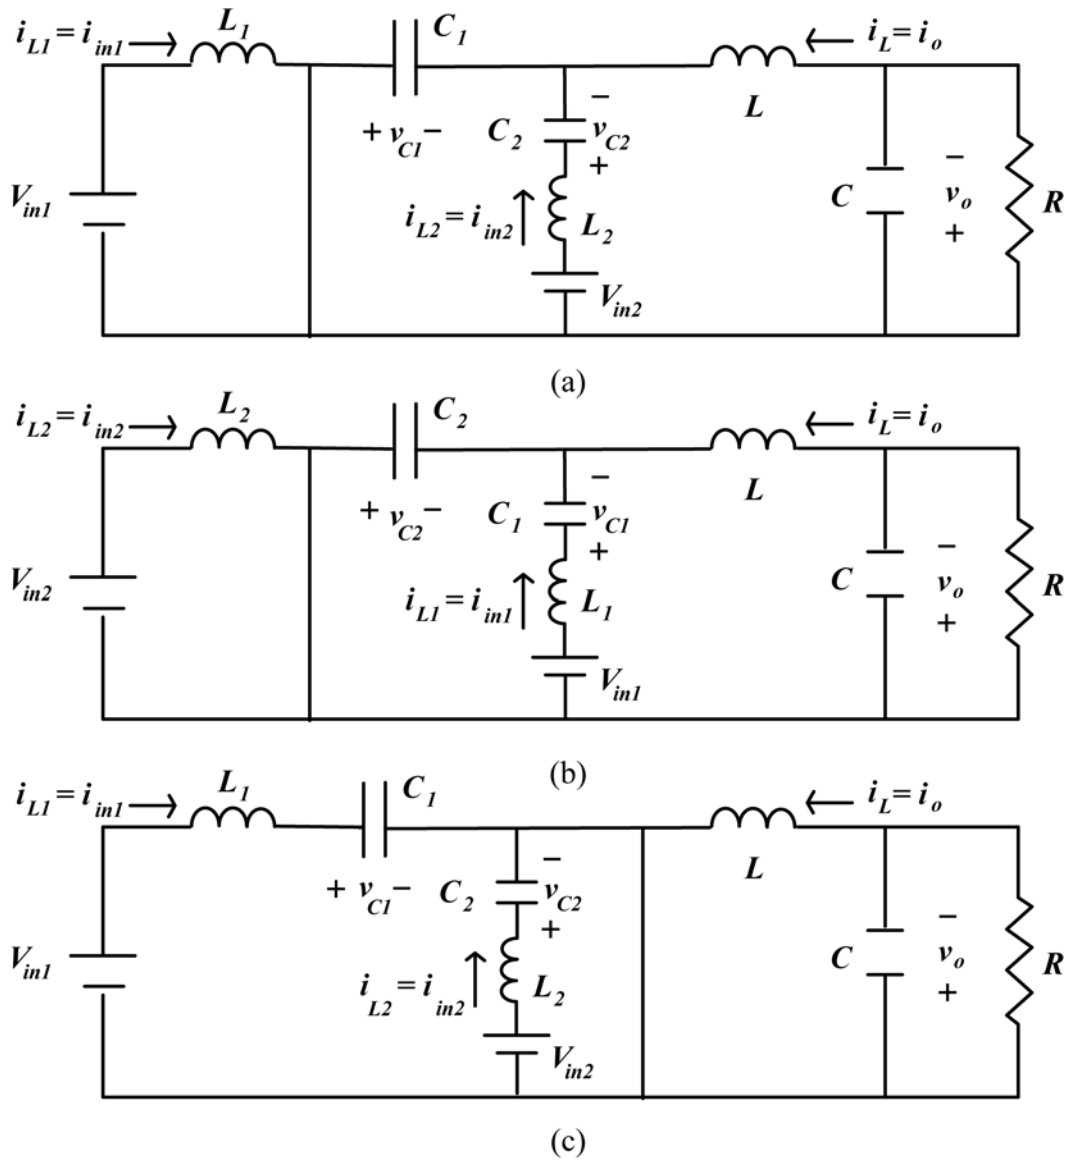 i_L1 = i_in1 L_1 C_1 i_L = i_o
+ v_C1 − C_2 − v_C2 + L
V_in1 i_L2 = i_in2 L_2 C − v_o + R
V_in2
(a)
i_L2 = i_in2 L_2 C_2 i_L = i_o
+ v_C2 − C_1 − v_C1 + L
V_in2 i_L1 = i_in1 L_1 C − v_o + R
V_in1
(b)
i_L1 = i_in1 L_1 C_1 i_L = i_o
+ v_C1 − C_2 − v_C2 + L
V_in1 i_L2 = i_in2 L_2 C − v_o + R
V_in2
(c)